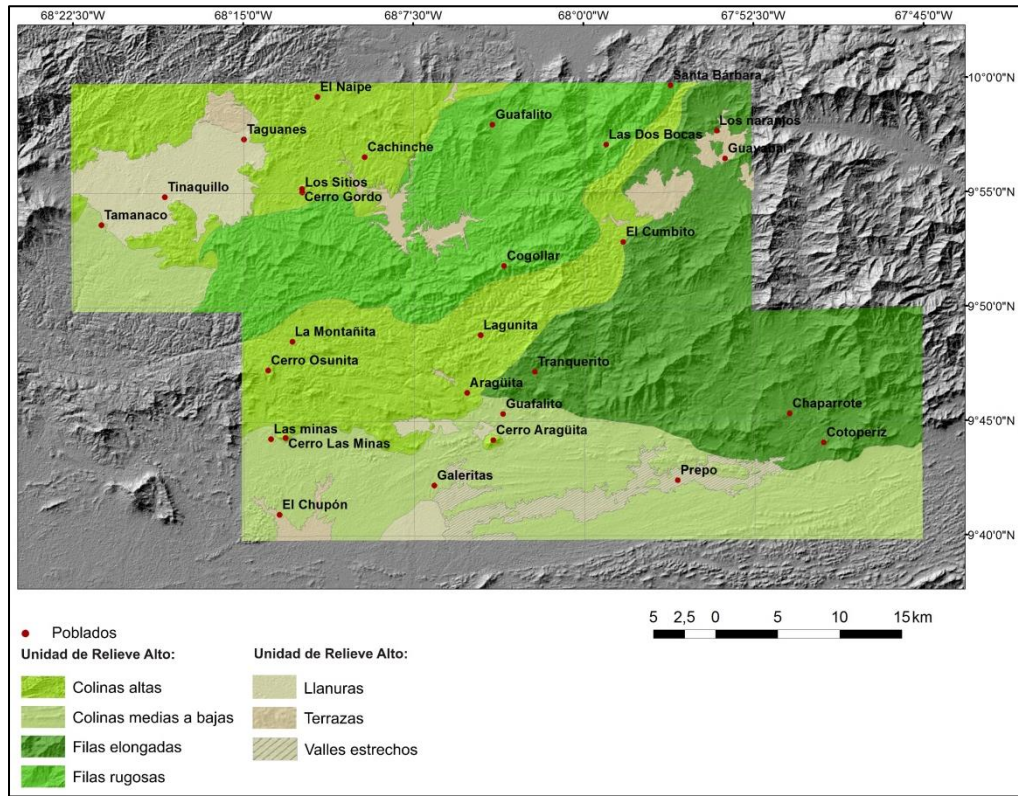 68°22'30"W 68°15'0"W 68°7'30"W 68°0'0"W 67°52'30"W 67°45'0"W
Santa Bárbara
10°0'0"N
El Naipe
Guafalito
Los naranjos
Taguanes
Las Dos Bocas
Cachinche
Guayabal
Los Sitios
9°55'0"N
Tinaquillo
Cerro Gordo
Tamanaco
El Cumbito
Cogollar
9°50'0"N
La Montañita
Lagunita
Cerro Osunita
Tranquerito
Aragüita
Chaparrote
Guafalito
9°45'0"N
Las minas
Cerro Las Minas
Cerro Aragüita
Cotoperiz
Galeritas
Prepo
El Chupón
9°40'0"N
5 2,5 0 5 10 15 km
Poblados
Unidad de Relieve Alto:
Colinas altas
Colinas medias a bajas
Filas elongadas
Filas rugosas
Unidad de Relieve Alto:
Llanuras
Terrazas
Valles estrechos